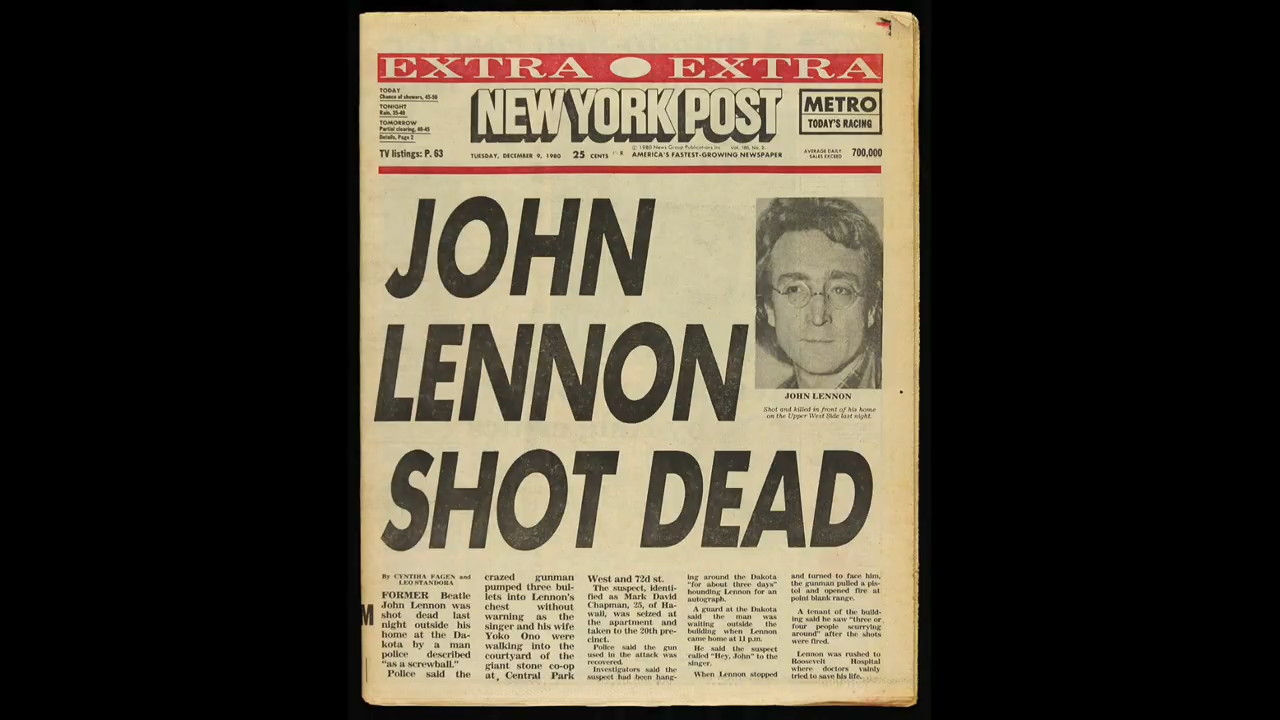 EXTRA EXTRA
TODAY
Chance of showers, 45-50
TONIGHT
Rain, 35-40
TOMORROW
Partial clearing, 40-45
Details, Page 2
TV listings: P. 63
NEW YORK POST
TUESDAY, DECEMBER 9, 1980 25 CENTS
© 1980 News Group Publications Inc. Vol. 180, No.
AMERICA'S FASTEST-GROWING NEWSPAPER
METRO
TODAY'S RACING
AVERAGE DAILY
SALES EXCEED
700,000
JOHN
LENNON
SHOT DEAD
JOHN LENNON
Shot and killed in front of his home
on the Upper West Side last night.
By CYNTHIA FAGEN and
LEO STANDORA
FORMER Beatle
John Lennon was
shot dead last
night outside his
home at the Da-
kota by a man
police described
"as a screwball."
Police said the
crazed gunman
pumped three bul-
lets into Lennon's
chest without
warning as the
singer and his wife
Yoko Ono were
walking into the
courtyard of the
giant stone co-op
at Central Park
West and 72d st.
The suspect, identi-
fied as Mark David
Chapman, 25, of Ha-
waii, was seized at
the apartment and
taken to the 20th pre-
cinct.
Police said the gun
used in the attack was
recovered.
Investigators said the
suspect had been hang-
ing around the Dakota
"for about three days"
hounding Lennon for an
autograph.
A guard at the Dakota
said the man was
waiting outside the
building when Lennon
came home at 11 p.m.
He said the suspect
called "Hey, John" to the
singer.
When Lennon stopped
and turned to face him,
the gunman pulled a pis-
tol and opened fire at
point blank range.
A tenant of the build-
ing said he saw "three or
four people scurrying
around" after the shots
were fired.
Lennon was rushed to
Roosevelt Hospital
where doctors vainly
tried to save his life.
M